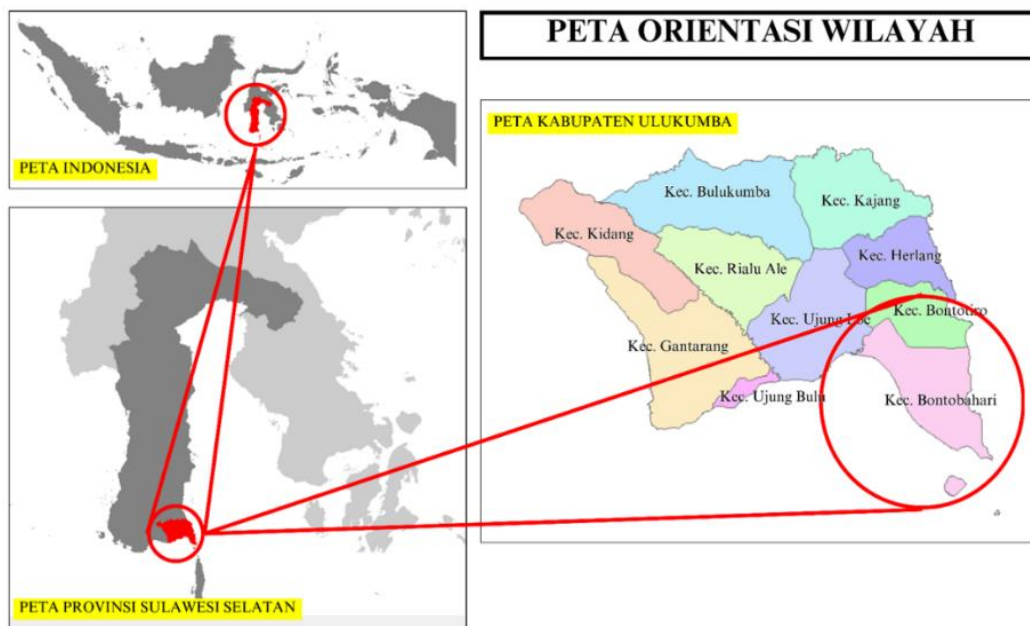 PETA ORIENTASI WILAYAH
PETA INDONESIA
PETA PROVINSI SULAWESI SELATAN
PETA KABUPATEN ULUKUMBA
Kec. Bulukumba
Kec. Kajang
Kec. Kidang
Kec. Rialu Ale
Kec. Herlang
Kec. Bontotiro
Kec. Ujung Loe
Kec. Gantarang
Kec. Ujung Bulu
Kec. Bontobahari